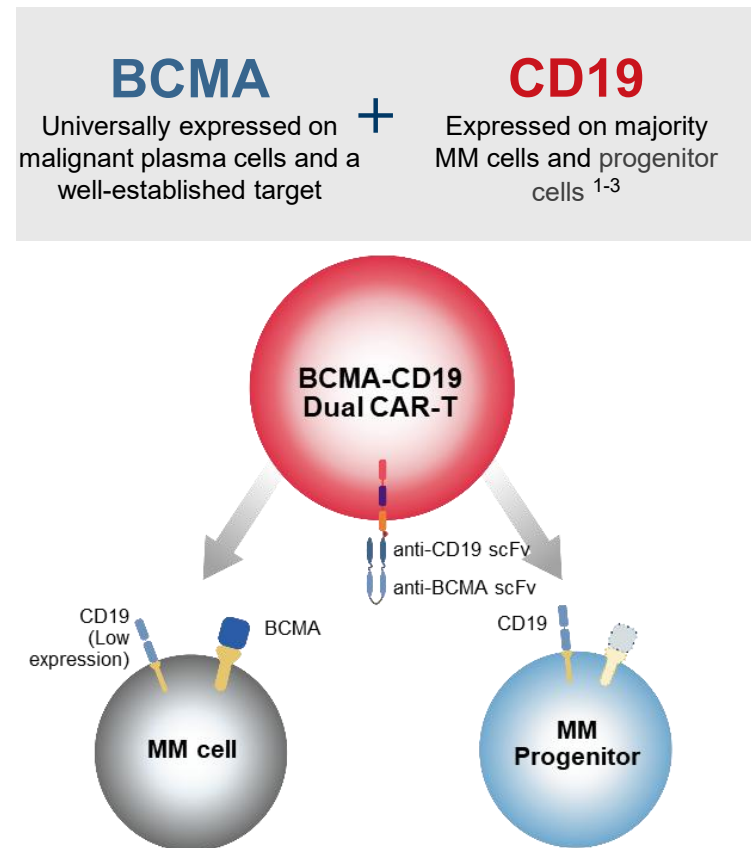 BCMA
Universally expressed on
malignant plasma cells and a
well-established target
+
CD19
Expressed on majority
MM cells and progenitor
cells 1-3
BCMA-CD19
Dual CAR-T
anti-CD19 scFv
anti-BCMA scFv
CD19
(Low
expression)
BCMA
CD19
MM cell
MM
Progenitor